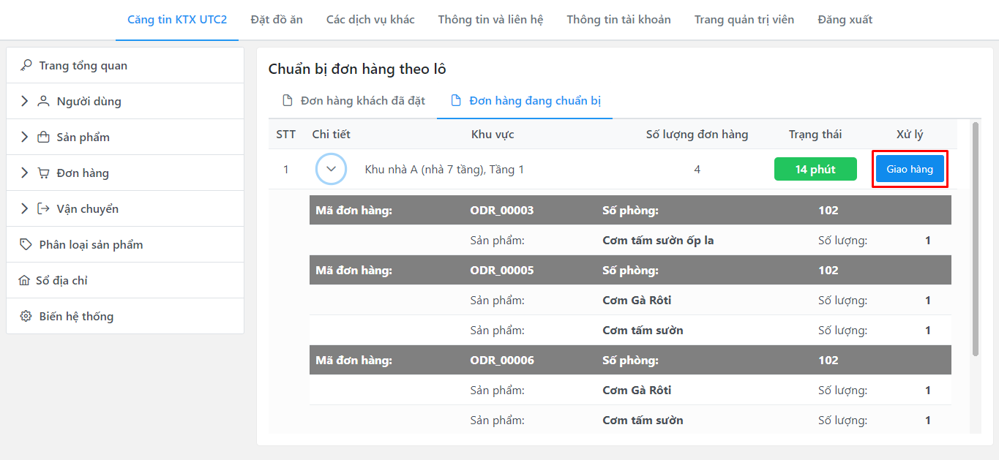 Căng tin KTX UTC2 Đặt đồ ăn Các dịch vụ khác Thông tin và liên hệ Thông tin tài khoản Trang quản trị viên Đăng xuất
Trang tổng quan
Người dùng
Sản phẩm
Đơn hàng
Vận chuyển
Phân loại sản phẩm
Sổ địa chỉ
Biến hệ thống
Chuẩn bị đơn hàng theo lô
Đơn hàng khách đã đặt Đơn hàng đang chuẩn bị
STT Chi tiết Khu vực Số lượng đơn hàng Trạng thái Xử lý
1 Khu nhà A (nhà 7 tầng), Tầng 1 4 14 phút Giao hàng
Mã đơn hàng: ODR_00003 Số phòng: 102
Sản phẩm: Cơm tấm sườn ốp la Số lượng: 1
Mã đơn hàng: ODR_00005 Số phòng: 102
Sản phẩm: Cơm Gà Rôti Số lượng: 1
Sản phẩm: Cơm tấm sườn Số lượng: 1
Mã đơn hàng: ODR_00006 Số phòng: 102
Sản phẩm: Cơm Gà Rôti Số lượng: 1
Sản phẩm: Cơm tấm sườn Số lượng: 1